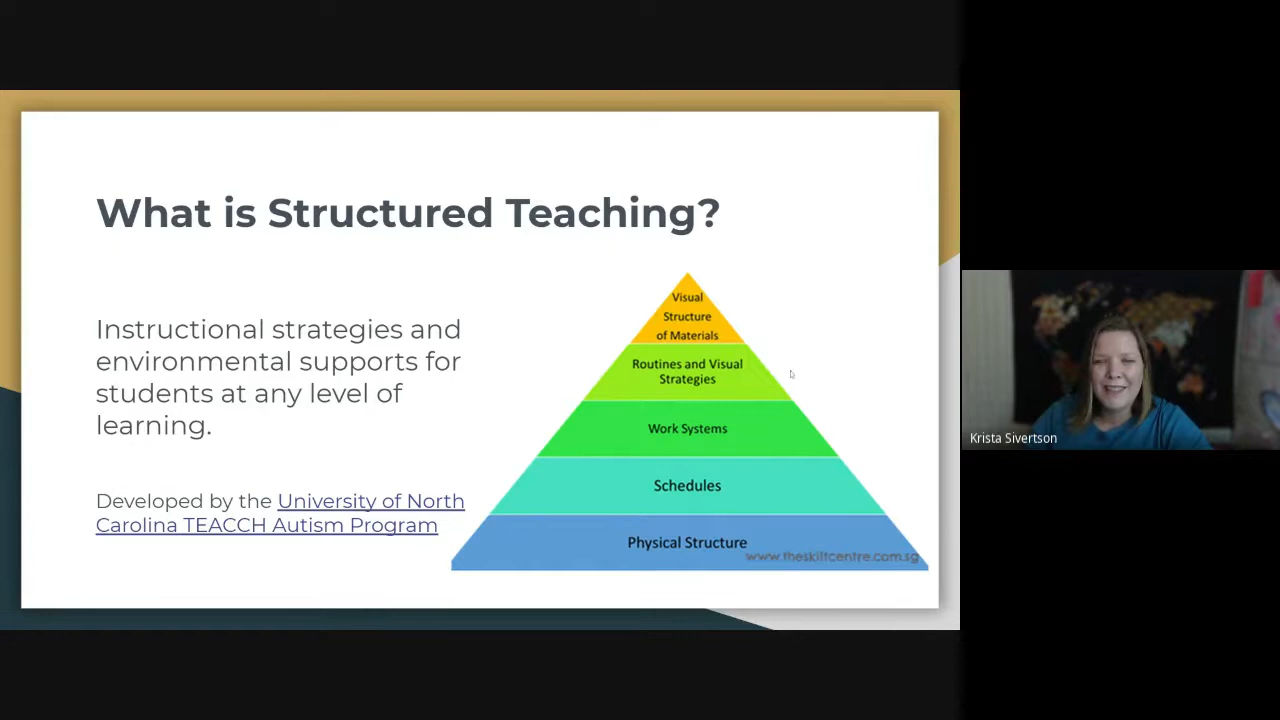 What is Structured Teaching?
Instructional strategies and
environmental supports for
students at any level of
learning.
Developed by the University of North
Carolina TEACCH Autism Program
Visual
Structure
of Materials
Routines and Visual
Strategies
Work Systems
Schedules
Physical Structure
www.theskillcentre.com.sg
Krista Sivertson